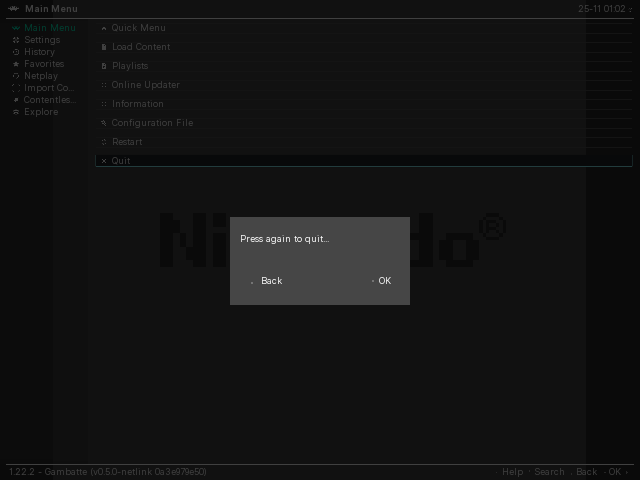 Main Menu
25-11 01:02
Main Menu
Settings
History
Favorites
Netplay
Import Co...
Contentles...
Explore
Quick Menu
Load Content
Playlists
Online Updater
Information
Configuration File
Restart
Quit
Press again to quit...
Back
OK
1.22.2 - Gambatte (v0.5.0-netlink 0a3e979e50)
Help
Search
Back
OK